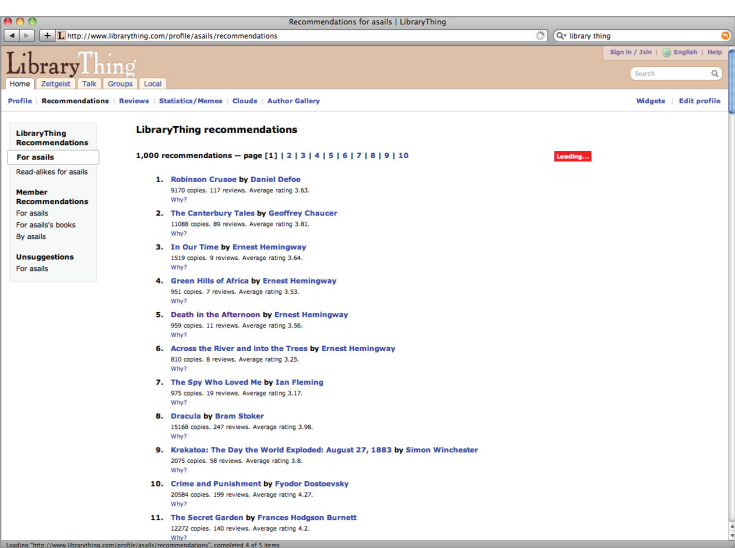 Recommendations for asails | LibraryThing
http://www.librarything.com/profile/asails/recommendations
library thing
Sign in / Join | English | Help
LibraryThing
Search
Home Zeitgeist Talk Groups Local
Profile | Recommendations | Reviews | Statistics/Memes | Clouds | Author Gallery
Widgets | Edit profile
LibraryThing
Recommendations
For asails
Read-alikes for asails
Member
Recommendations
For asails
For asails's books
By asails
Unsuggestions
For asails
LibraryThing recommendations
1,000 recommendations — page [1] | 2 | 3 | 4 | 5 | 6 | 7 | 8 | 9 | 10
Loading...
1. Robinson Crusoe by Daniel Defoe
9170 copies. 117 reviews. Average rating 3.63.
Why?
2. The Canterbury Tales by Geoffrey Chaucer
11088 copies. 89 reviews. Average rating 3.81.
Why?
3. In Our Time by Ernest Hemingway
1519 copies. 9 reviews. Average rating 3.64.
Why?
4. Green Hills of Africa by Ernest Hemingway
951 copies. 7 reviews. Average rating 3.53.
Why?
5. Death in the Afternoon by Ernest Hemingway
959 copies. 11 reviews. Average rating 3.56.
Why?
6. Across the River and into the Trees by Ernest Hemingway
810 copies. 8 reviews. Average rating 3.25.
Why?
7. The Spy Who Loved Me by Ian Fleming
975 copies. 19 reviews. Average rating 3.17.
Why?
8. Dracula by Bram Stoker
15168 copies. 247 reviews. Average rating 3.98.
Why?
9. Krakatoa: The Day the World Exploded: August 27, 1883 by Simon Winchester
2075 copies. 58 reviews. Average rating 3.8.
Why?
10. Crime and Punishment by Fyodor Dostoevsky
20584 copies. 199 reviews. Average rating 4.27.
Why?
11. The Secret Garden by Frances Hodgson Burnett
12272 copies. 140 reviews. Average rating 4.2.
Why?
Loading "http://www.librarything.com/profile/asails/recommendations", completed 4 of 5 items